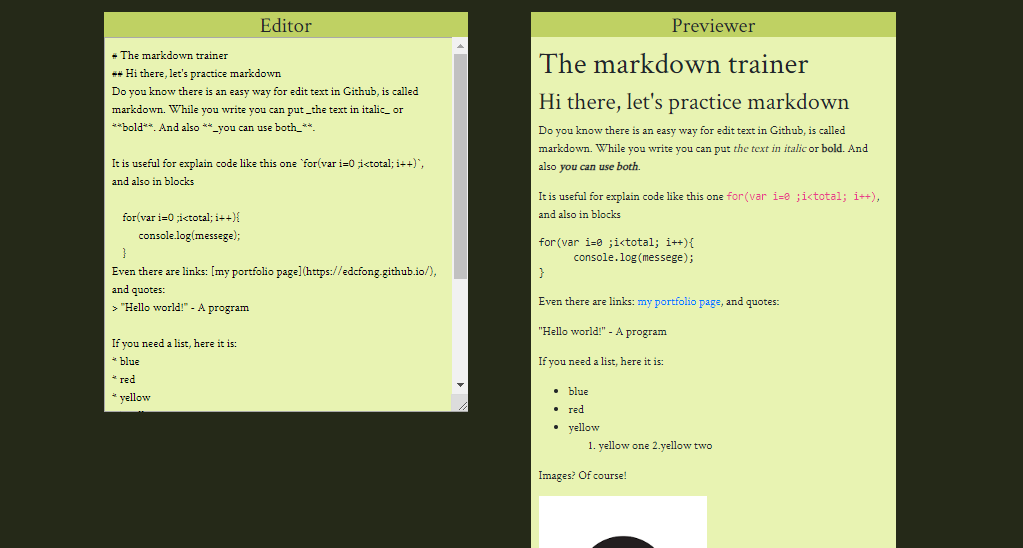 Editor
# The markdown trainer
## Hi there, let's practice markdown
Do you know there is an easy way for edit text in Github, is called
markdown. While you write you can put _the text in italic_ or
**bold**. And also **_you can use both_**.
It is useful for explain code like this one `for(var i=0 ;i<total; i++)`,
and also in blocks
for(var i=0 ;i<total; i++){
console.log(messege);
}
Even there are links: [my portfolio page](https://edcfong.github.io/),
and quotes:
> "Hello world!" - A program
If you need a list, here it is:
* blue
* red
* yellow
Previewer
The markdown trainer
Hi there, let's practice markdown
Do you know there is an easy way for edit text in Github, is called
markdown. While you write you can put the text in italic or bold. And
also you can use both.
It is useful for explain code like this one for(var i=0 ;i<total; i++),
and also in blocks
for(var i=0 ;i<total; i++){
console.log(messege);
}
Even there are links: my portfolio page, and quotes:
"Hello world!" - A program
If you need a list, here it is:
• blue
• red
• yellow
1. yellow one 2.yellow two
Images? Of course!